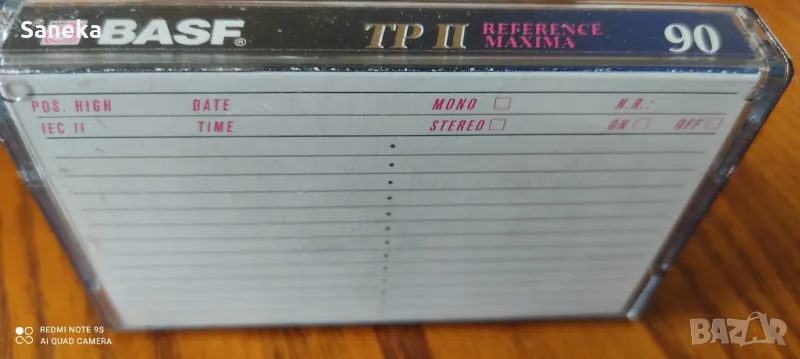 Saneka
BASF® TP II REFERENCE MAXIMA 90
POS. HIGH DATE MONO N.R.:
IEC II TIME STEREO ON OFF
REDMI NOTE 9S
AI QUAD CAMERA
BAZAR